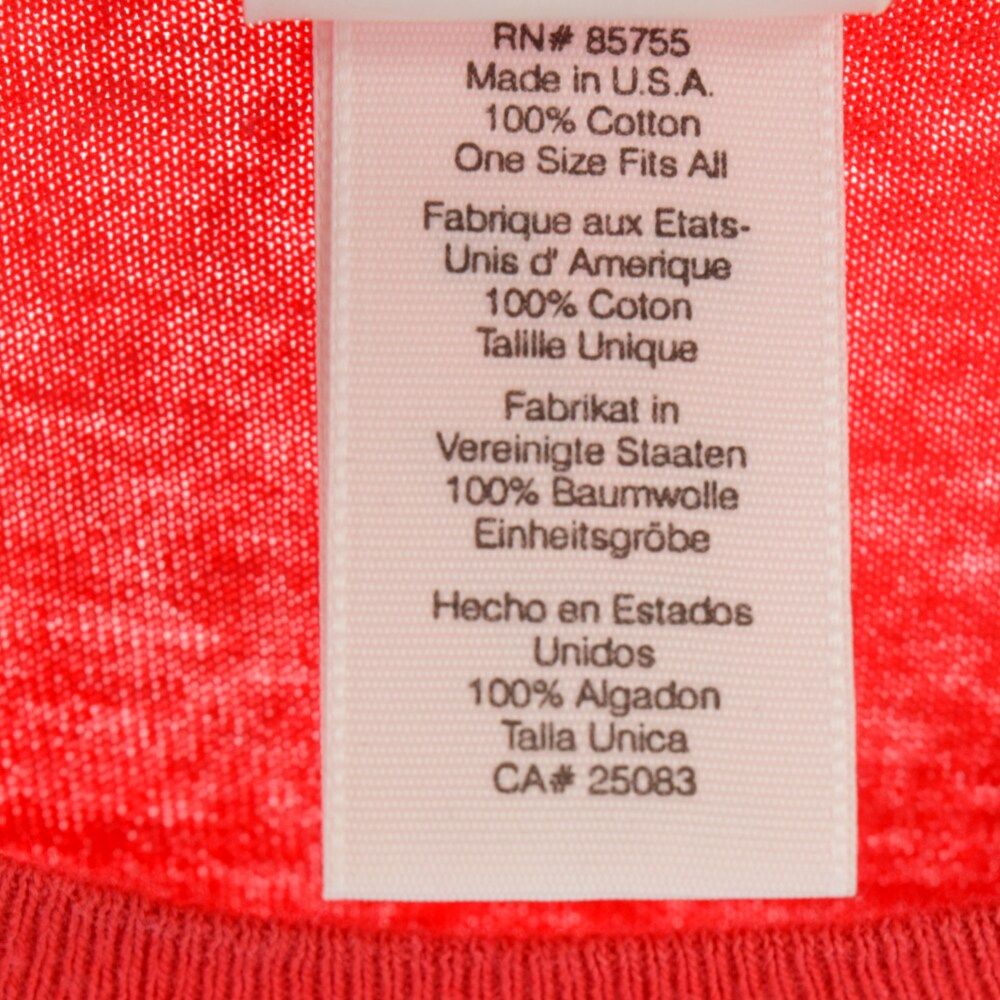 RN# 85755
Made in U.S.A.
100% Cotton
One Size Fits All
Fabrique aux Etats-
Unis d' Amerique
100% Coton
Talille Unique
Fabrikat in
Vereinigte Staaten
100% Baumwolle
Einheitsgröbe
Hecho en Estados
Unidos
100% Algadon
Talla Unica
CA# 25083